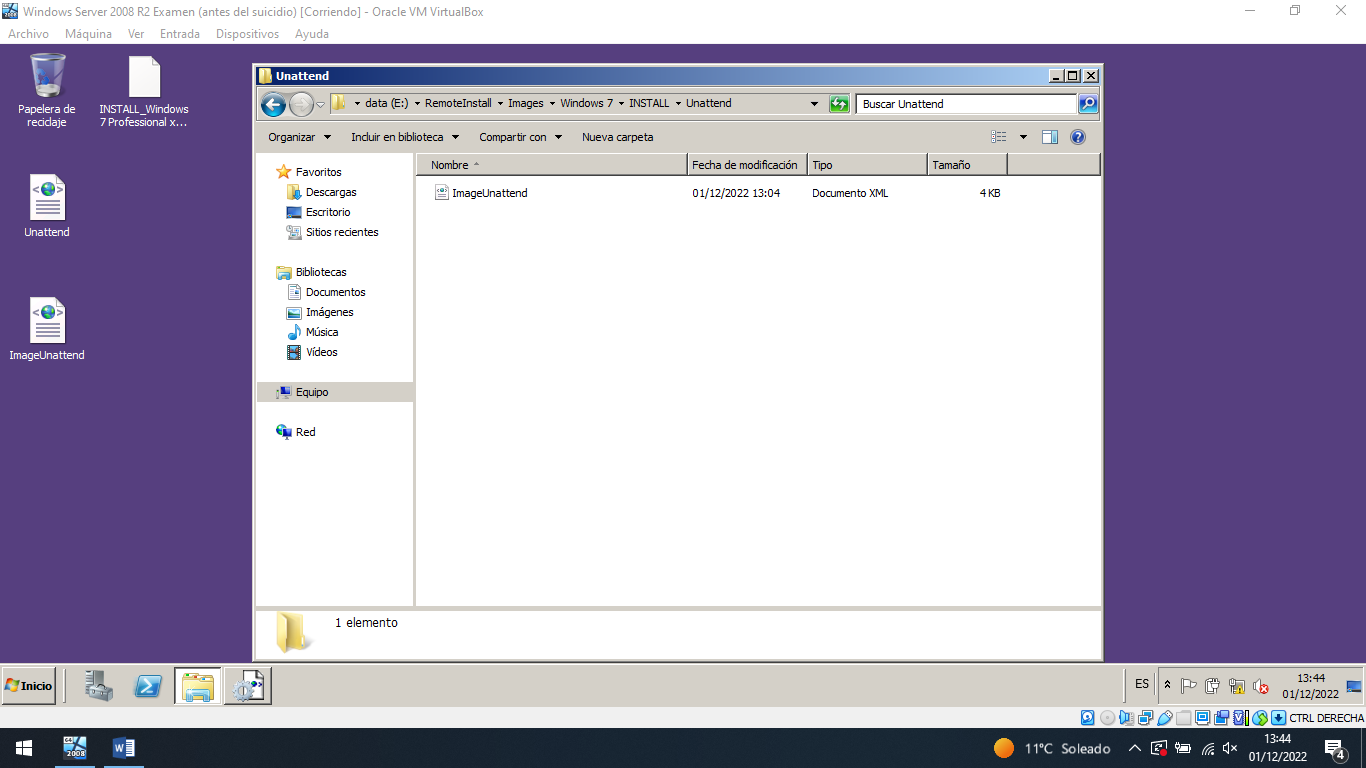 Windows Server 2008 R2 Examen (antes del suicidio) [Corriendo] - Oracle VM VirtualBox
Archivo Máquina Ver Entrada Dispositivos Ayuda
Papelera de
reciclaje
INSTALL_Windows
7 Professional x...
Unattend
ImageUnattend
Unattend
data (E:) RemoteInstall Images Windows 7 INSTALL Unattend
Buscar Unattend
Organizar Incluir en biblioteca Compartir con Nueva carpeta
Favoritos
Descargas
Escritorio
Sitios recientes
Bibliotecas
Documentos
Imágenes
Música
Vídeos
Equipo
Red
Nombre Fecha de modificación Tipo Tamaño
ImageUnattend 01/12/2022 13:04 Documento XML 4 KB
1 elemento
Inicio
ES
13:44
01/12/2022
CTRL DERECHA
2008
11°C Soleado
13:44
01/12/2022
4